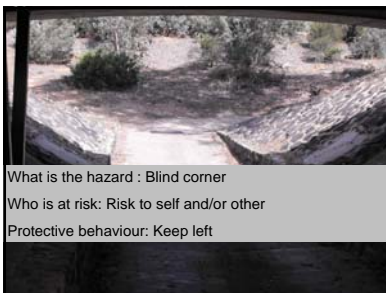 What is the hazard : Blind corner
Who is at risk: Risk to self and/or other
Protective behaviour: Keep left